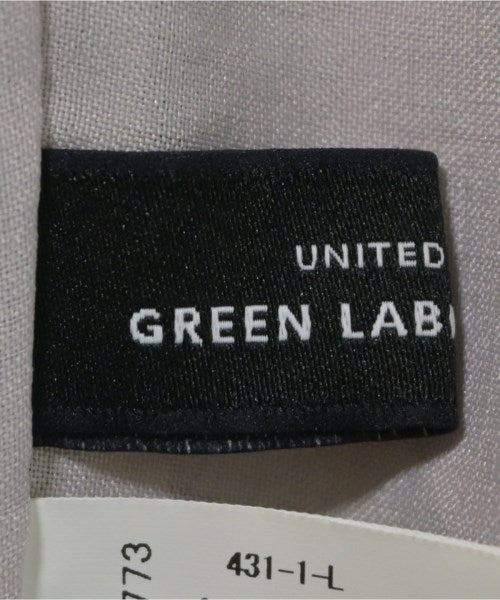 UNITED
GREEN LAB
431-1-L
773